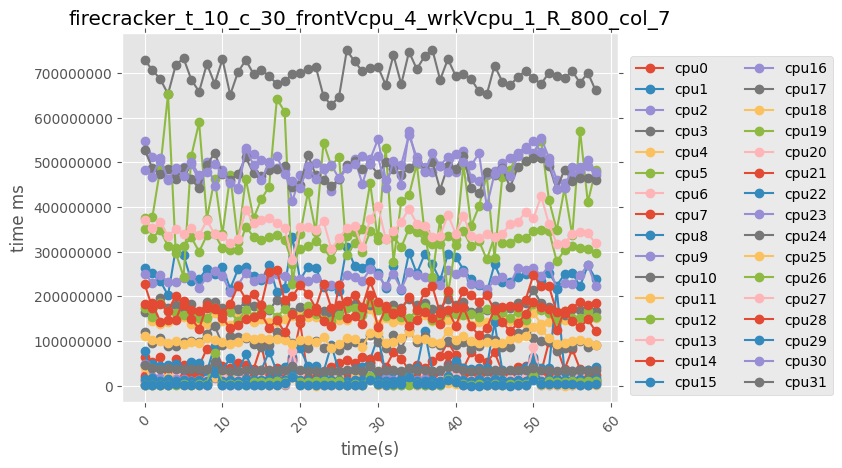 firecracker_t_10_c_30_frontVcpu_4_wrkVcpu_1_R_800_col_7
time ms
700000000
600000000
500000000
400000000
300000000
200000000
100000000
0
0
10
20
30
40
50
60
time(s)
cpu0
cpu1
cpu2
cpu3
cpu4
cpu5
cpu6
cpu7
cpu8
cpu9
cpu10
cpu11
cpu12
cpu13
cpu14
cpu15
cpu16
cpu17
cpu18
cpu19
cpu20
cpu21
cpu22
cpu23
cpu24
cpu25
cpu26
cpu27
cpu28
cpu29
cpu30
cpu31